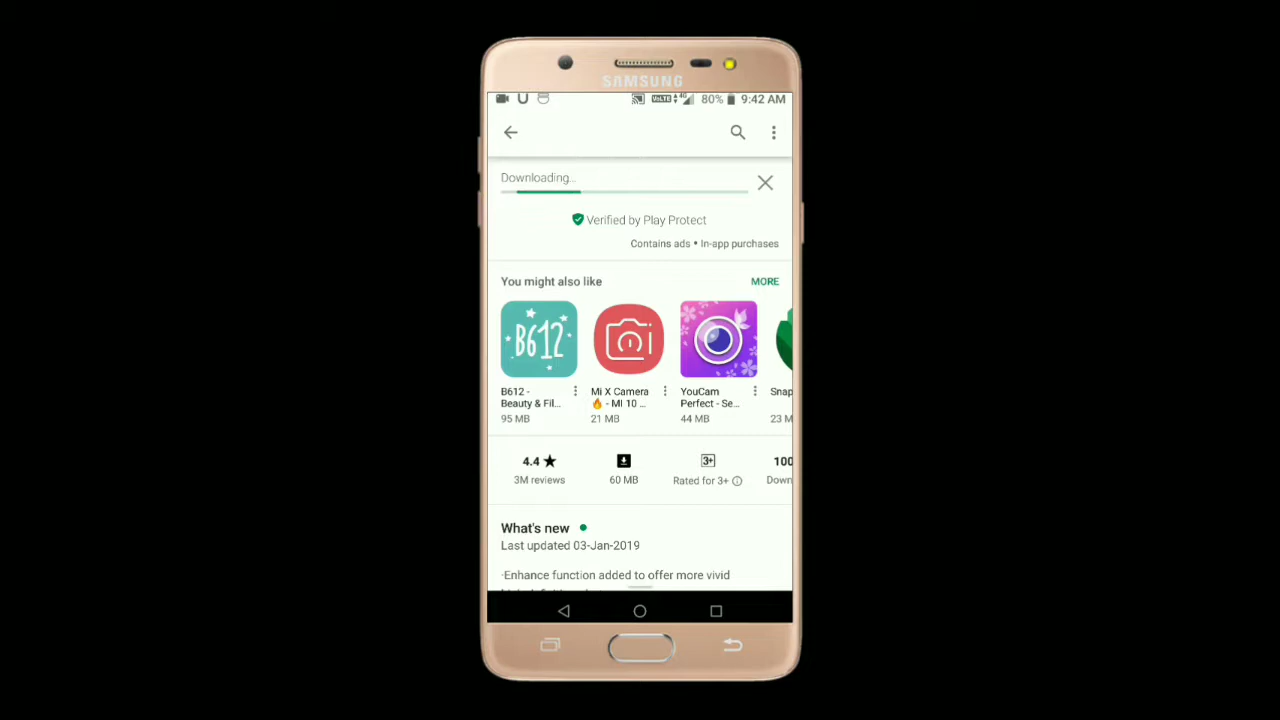 SAMSUNG
U VoLTE 4G 80% 9:42 AM
Downloading...
Verified by Play Protect
Contains ads • In-app purchases
You might also like MORE
B612
B612 -
Beauty & Fil...
95 MB
Mi X Camera
🔥 - MI 10 ...
21 MB
YouCam
Perfect - Se...
44 MB
Snap
23 M
4.4 ★
3M reviews
60 MB
3+
Rated for 3+
100
Down
What's new
Last updated 03-Jan-2019
·Enhance function added to offer more vivid